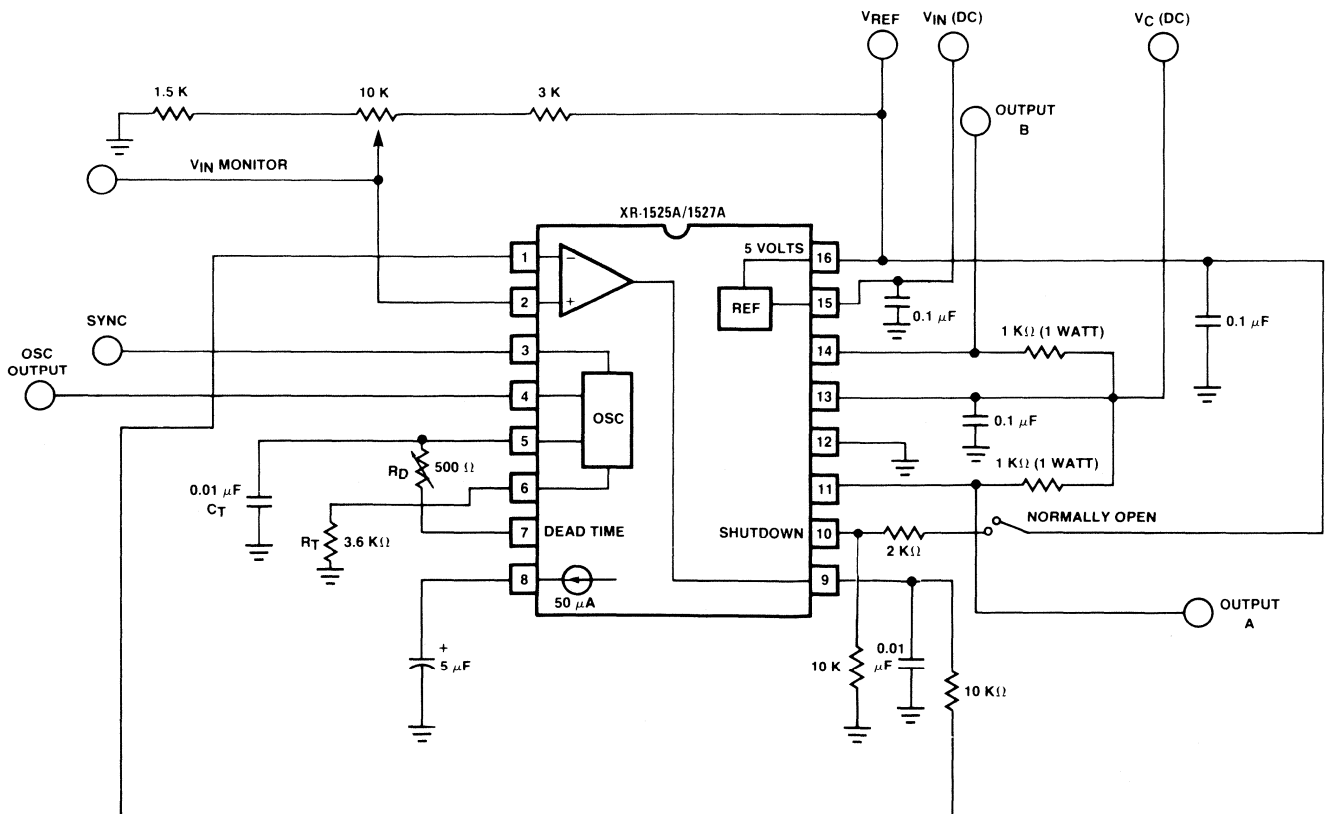 VREF
VIN (DC)
VC (DC)
1.5 K
10 K
3 K
OUTPUT
B
VIN MONITOR
XR-1525A/1527A
5 VOLTS
REF
1
−
2
+
16
15
0.1 μF
0.1 μF
SYNC
OSC
OUTPUT
3
4
5
6
OSC
14
1 KΩ (1 WATT)
13
0.1 μF
12
1 KΩ (1 WATT)
11
RD
500 Ω
0.01 μF
CT
RT
3.6 KΩ
7
DEAD TIME
SHUTDOWN
10
2 KΩ
NORMALLY OPEN
8
50 μA
9
OUTPUT
A
+
5 μF
10 K
0.01
μF
10 KΩ